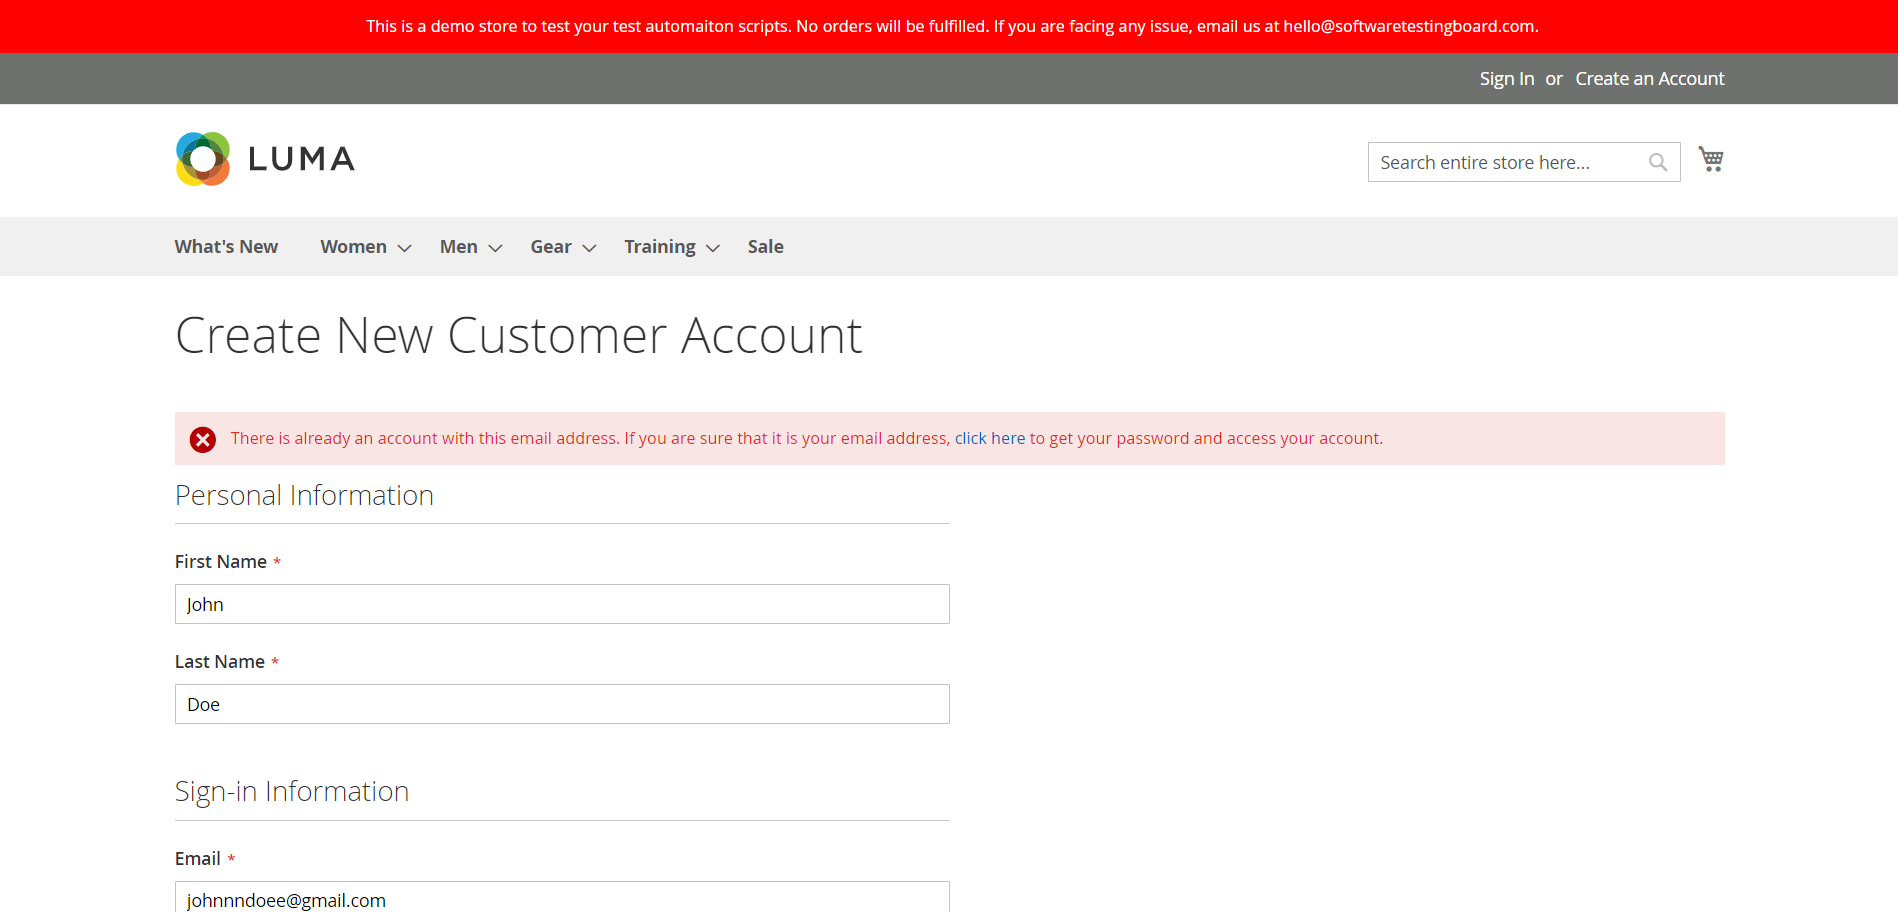 This is a demo store to test your test automaiton scripts. No orders will be fulfilled. If you are facing any issue, email us at hello@softwaretestingboard.com.
Sign In or Create an Account
LUMA
Search entire store here...
What's New Women Men Gear Training Sale
Create New Customer Account
There is already an account with this email address. If you are sure that it is your email address, click here to get your password and access your account.
Personal Information
First Name *
John
Last Name *
Doe
Sign-in Information
Email *
johnnndoee@gmail.com